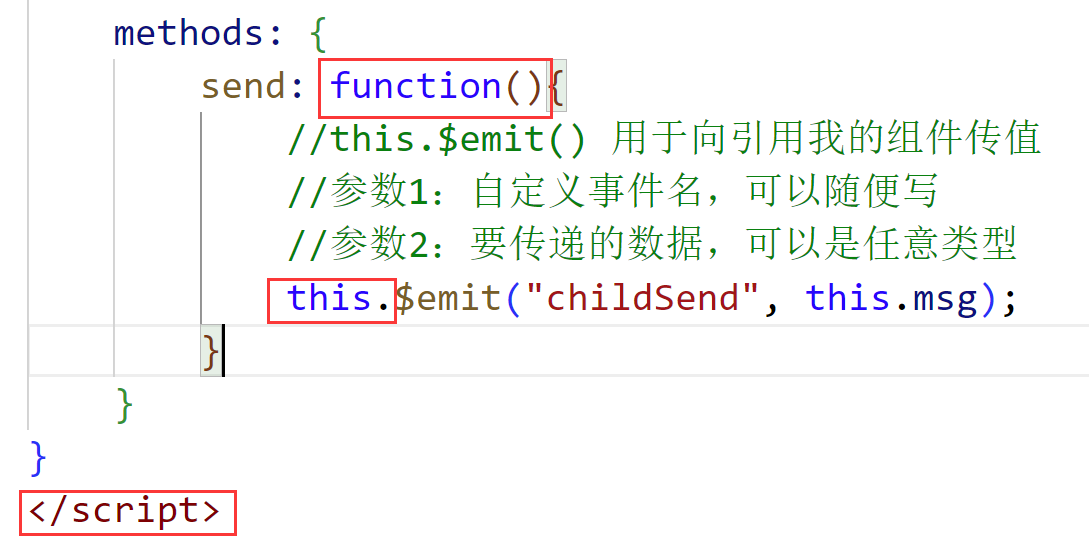 methods: {
send: function(){
//this.$emit() 用于向引用我的组件传值
//参数1：自定义事件名，可以随便写
//参数2：要传递的数据，可以是任意类型
this.$emit("childSend", this.msg);
}
}
}
</script>